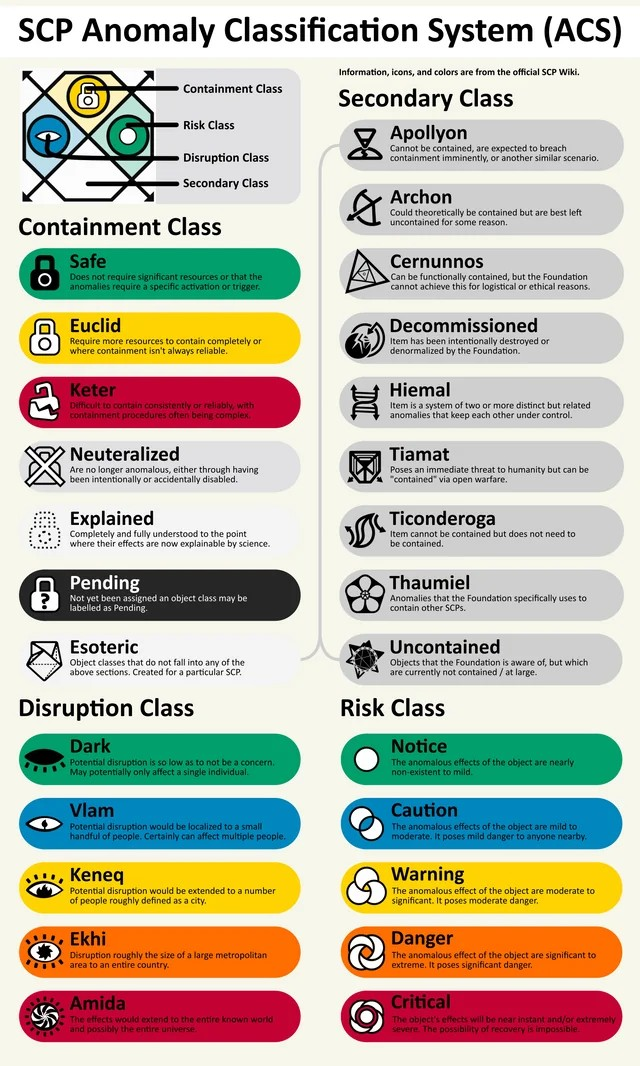 SCP Anomaly Classification System (ACS)
Containment Class
Risk Class
Disruption Class
Secondary Class
Information, icons, and colors are from the official SCP Wiki.
Containment Class
Safe
Does not require significant resources or that the
anomalies require a specific activation or trigger.
Euclid
Require more resources to contain completely or
where containment isn't always reliable.
Keter
Difficult to contain consistently or reliably, with
containment procedures often being complex.
Neuteralized
Are no longer anomalous, either through having
been intentionally or accidentally disabled.
Explained
Completely and fully understood to the point
where their effects are now explainable by science.
Pending
Not yet been assigned an object class may be
labelled as Pending.
?
Esoteric
Object classes that do not fall into any of the
above sections. Created for a particular SCP.
Secondary Class
Apollyon
Cannot be contained, are expected to breach
containment imminently, or another similar scenario.
Archon
Could theoretically be contained but are best left
uncontained for some reason.
Cernunnos
Can be functionally contained, but the Foundation
cannot achieve this for logistical or ethical reasons.
Decommissioned
Item has been intentionally destroyed or
denormalized by the Foundation.
Hiemal
Item is a system of two or more distinct but related
anomalies that keep each other under control.
Tiamat
Poses an immediate threat to humanity but can be
"contained" via open warfare.
Ticonderoga
Item cannot be contained but does not need to
be contained.
Thaumiel
Anomalies that the Foundation specifically uses to
contain other SCPs.
Uncontained
Objects that the Foundation is aware of, but which
are currently not contained / at large.
Disruption Class
Dark
Potential disruption is so low as to not be a concern.
May potentially only affect a single individual.
Vlam
Potential disruption would be localized to a small
handful of people. Certainly can affect multiple people.
Keneq
Potential disruption would be extended to a number
of people roughly defined as a city.
Ekhi
Disruption roughly the size of a large metropolitan
area to an entire country.
Amida
The effects would extend to the entire known world
and possibly the entire universe.
Risk Class
Notice
The anomalous effects of the object are nearly
non-existent to mild.
Caution
The anomalous effects of the object are mild to
moderate. It poses mild danger to anyone nearby.
Warning
The anomalous effect of the object are moderate to
significant. It poses moderate danger.
Danger
The anomalous effect of the object are significant to
extreme. It poses significant danger.
Critical
The object's effects will be near instant and/or extremely
severe. The possibility of recovery is impossible.